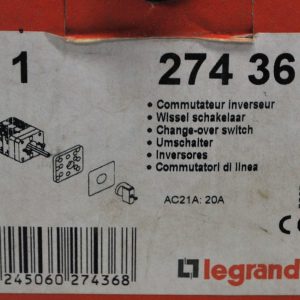 1
274 36
• Commutateur inverseur
• Wissel schakelaar
• Change-over switch
• Umschalter
• Inversores
• Commutatori di linea
AC21A: 20A
245060 274368
legrand